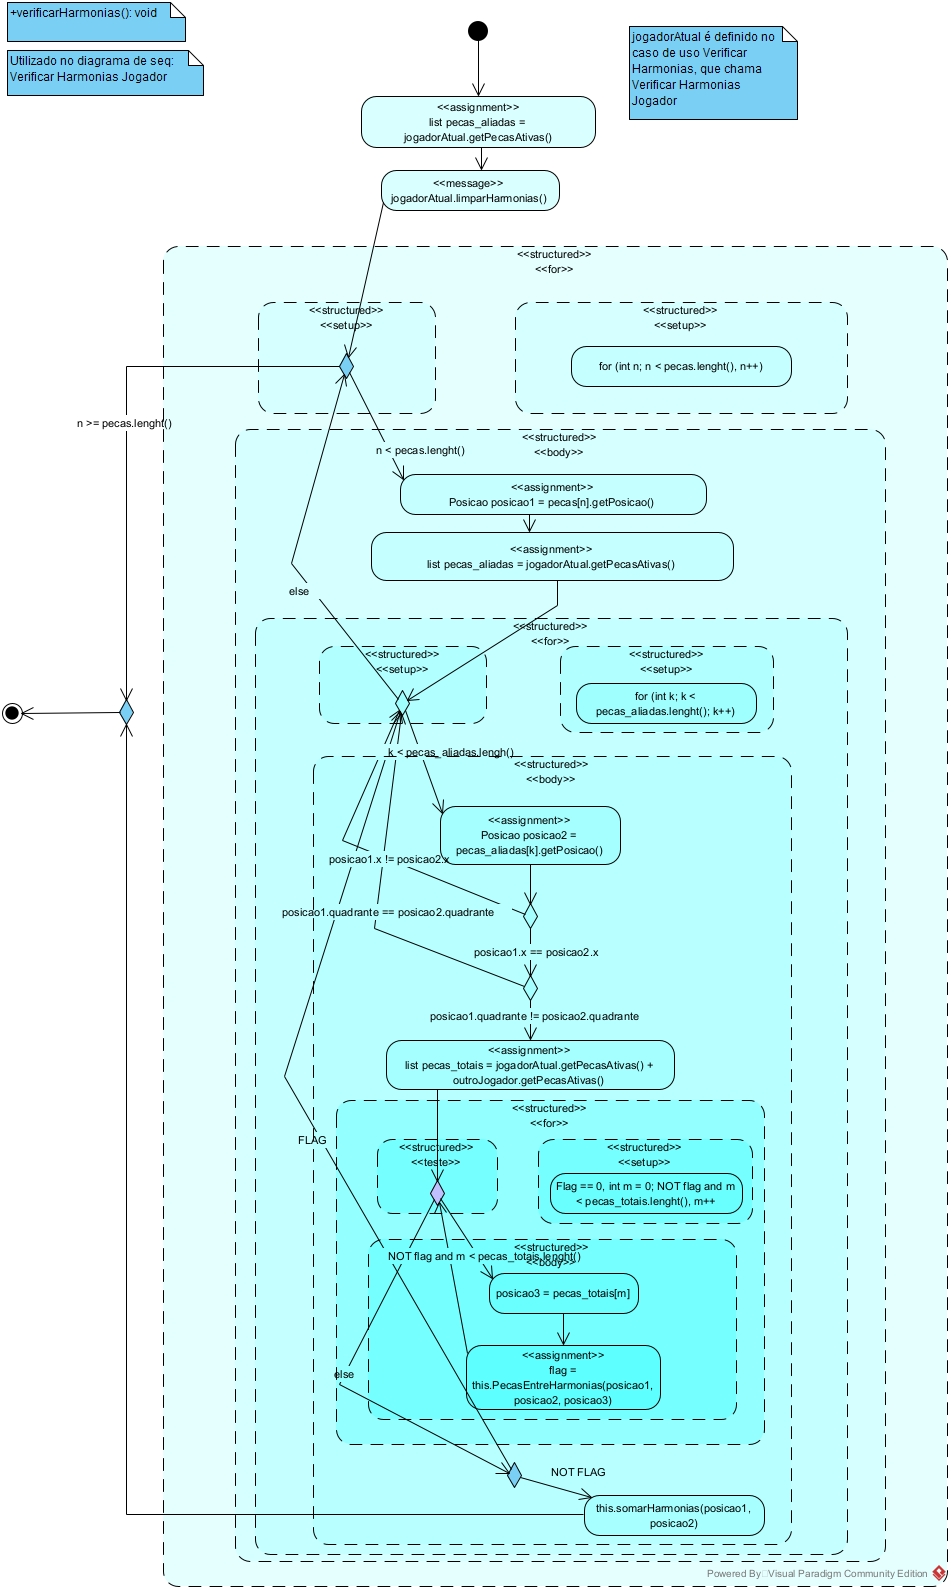 +verificarHarmonias(): void
Utilizado no diagrama de seq:
Verificar Harmonias Jogador
jogadorAtual é definido no
caso de uso Verificar
Harmonias, que chama
Verificar Harmonias
Jogador
<<assignment>>
list pecas_aliadas =
jogadorAtual.getPecasAtivas()
<<message>>
jogadorAtual.limparHarmonias()
<<structured>>
<<for>>
<<structured>>
<<setup>>
<<structured>>
<<setup>>
for (int n; n < pecas.lenght(), n++)
n >= pecas.lenght()
<<structured>>
<<body>>
n < pecas.lenght()
<<assignment>>
Posicao posicao1 = pecas[n].getPosicao()
<<assignment>>
list pecas_aliadas = jogadorAtual.getPecasAtivas()
else
<<structured>>
<<for>>
<<structured>>
<<setup>>
<<structured>>
<<setup>>
for (int k; k <
pecas_aliadas.lenght(); k++)
k < pecas_aliadas.lengh()
<<structured>>
<<body>>
<<assignment>>
Posicao posicao2 =
pecas_aliadas[k].getPosicao()
posicao1.x != posicao2.x
posicao1.quadrante == posicao2.quadrante
posicao1.x == posicao2.x
posicao1.quadrante != posicao2.quadrante
<<assignment>>
list pecas_totais = jogadorAtual.getPecasAtivas() +
outroJogador.getPecasAtivas()
<<structured>>
<<for>>
FLAG
<<structured>>
<<teste>>
<<structured>>
<<setup>>
Flag == 0, int m = 0; NOT flag and m
< pecas_totais.lenght(), m++
<<structured>>
<<body>>
NOT flag and m < pecas_totais.lenght()
posicao3 = pecas_totais[m]
<<assignment>>
flag =
this.PecasEntreHarmonias(posicao1,
posicao2, posicao3)
else
NOT FLAG
this.somarHarmonias(posicao1,
posicao2)
Powered By Visual Paradigm Community Edition